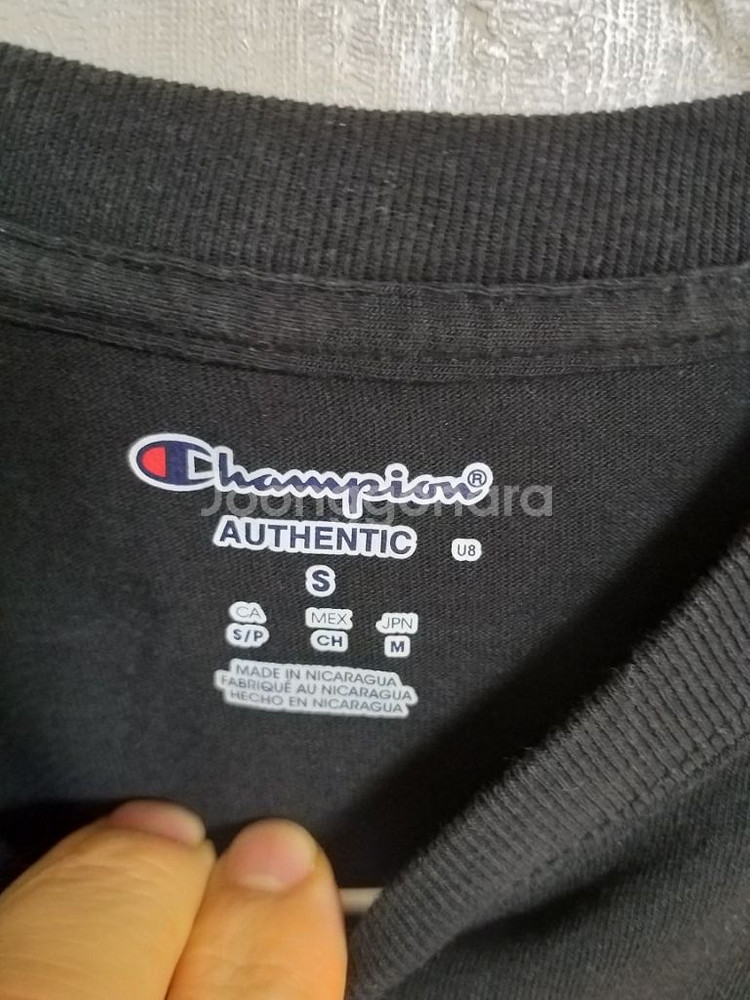 Champion®
Joonggonara
AUTHENTIC U8
S
CA MEX JPN
S/P CH M
MADE IN NICARAGUA
FABRIQUÉ AU NICARAGUA
HECHO EN NICARAGUA